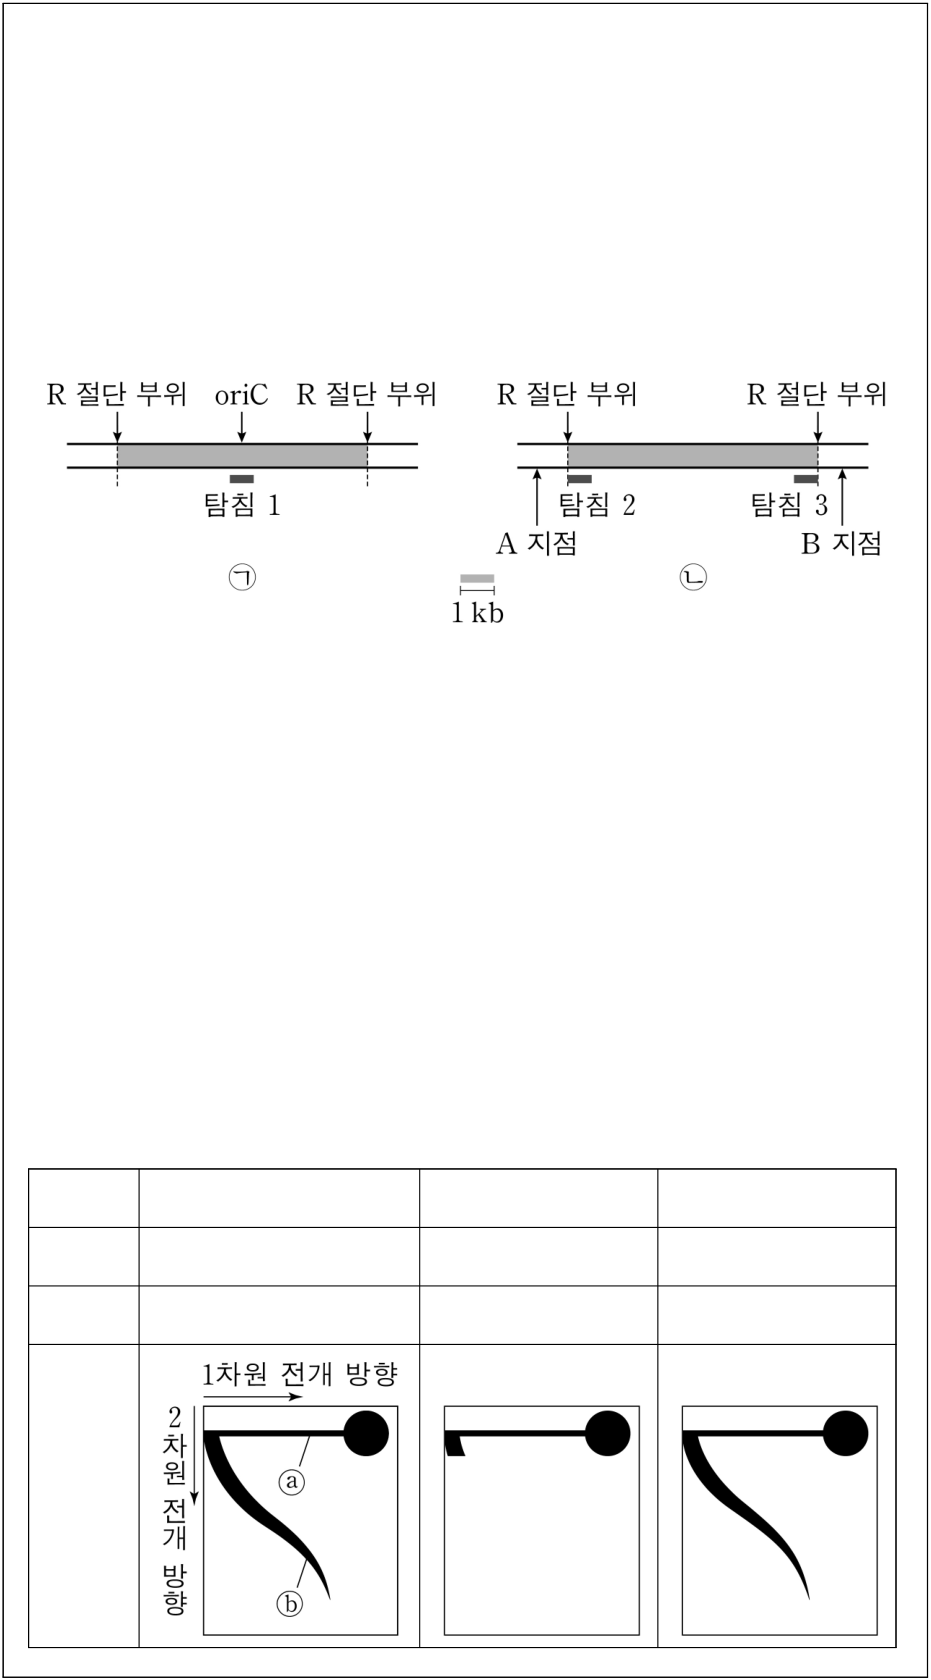 R 절단 부위 oriC R 절단 부위 R 절단 부위 R 절단 부위
탐침 1 탐침 2 탐침 3
A 지점 B 지점
㉠ ㉡
1 kb
1차원 전개 방향
2차원 전개 방향
ⓐ
ⓑ